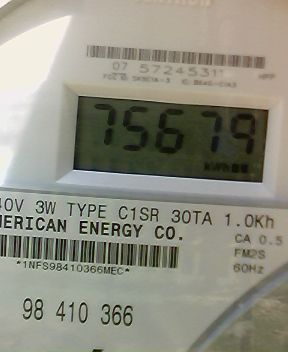 07 5724531
75679
kWh
40V 3W TYPE C1SR 30TA 1.0Kh
MERICAN ENERGY CO.
CA 0.5
FM2S
60Hz
*1NFS98410366MEC*
98 410 366